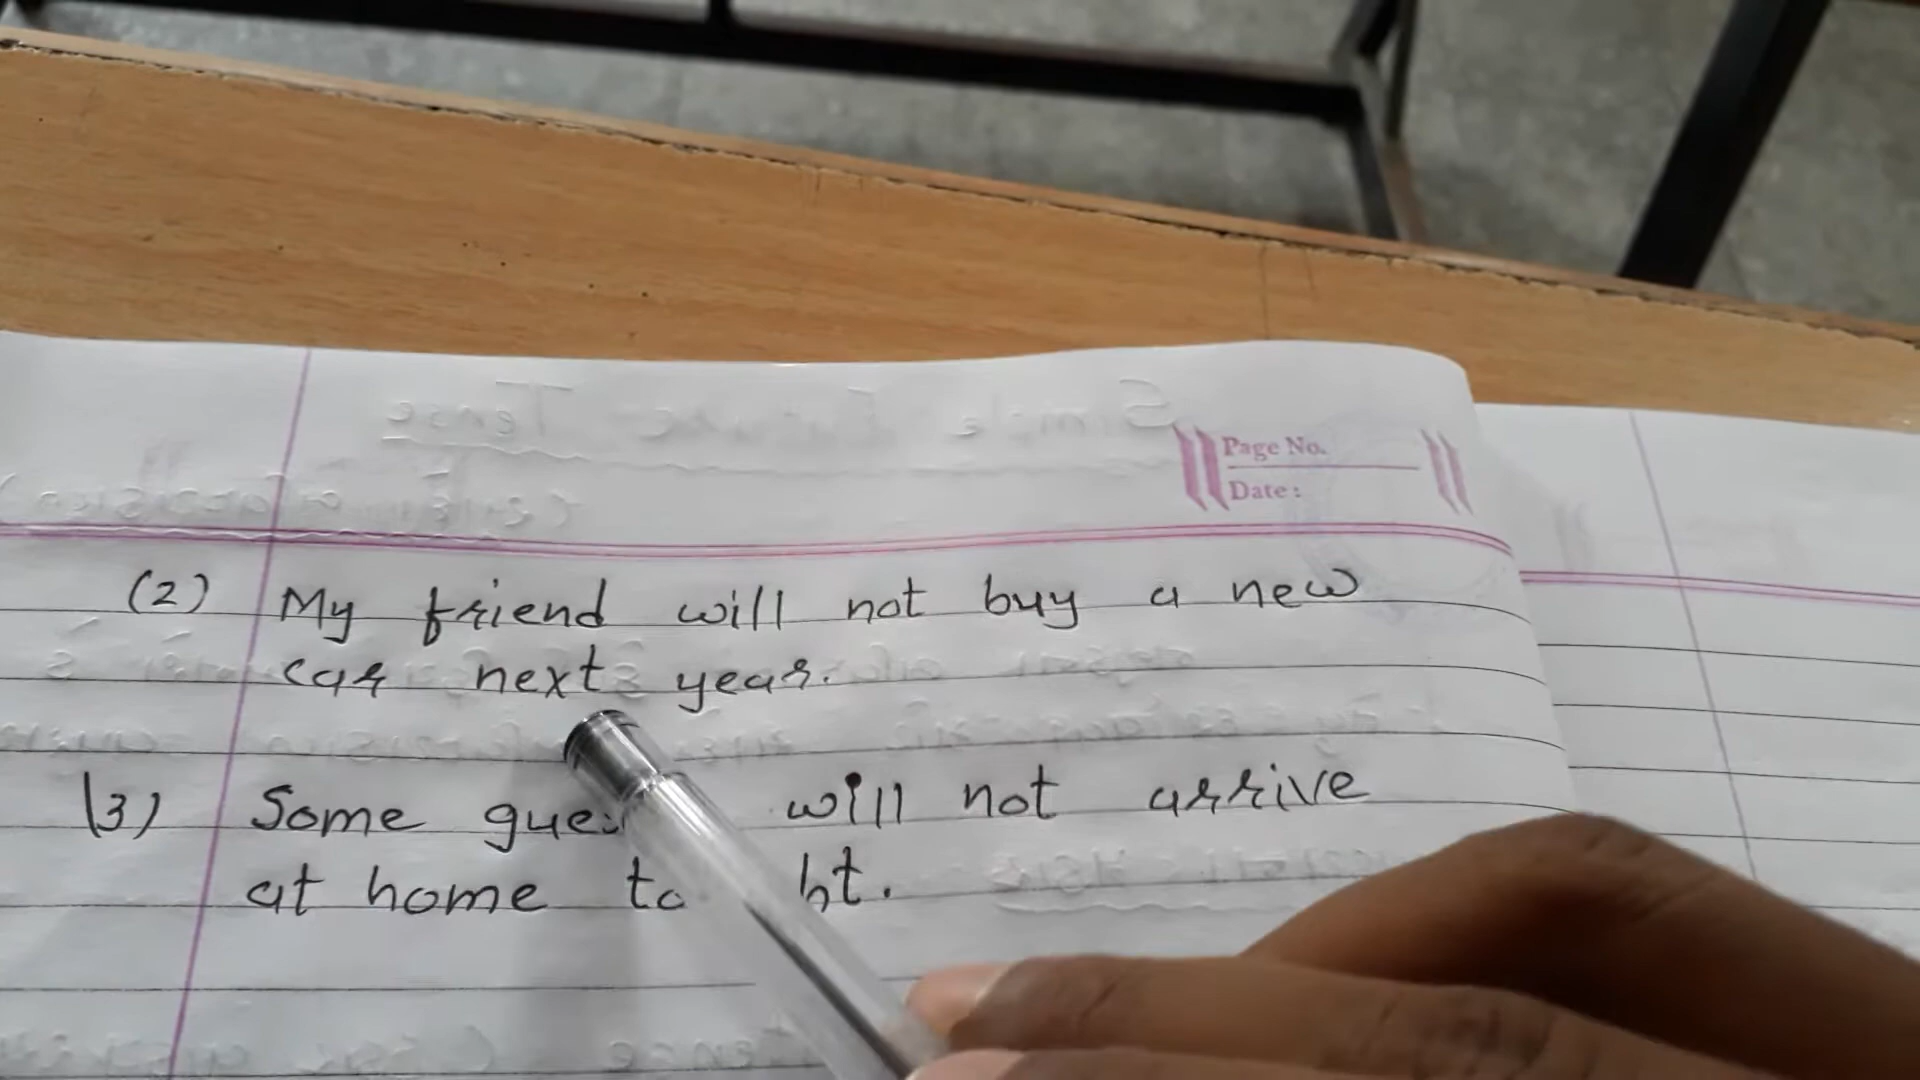 Page No.
Date :
(2) My friend will not buy a new
car next year.
(3) Some will not arrive
at home